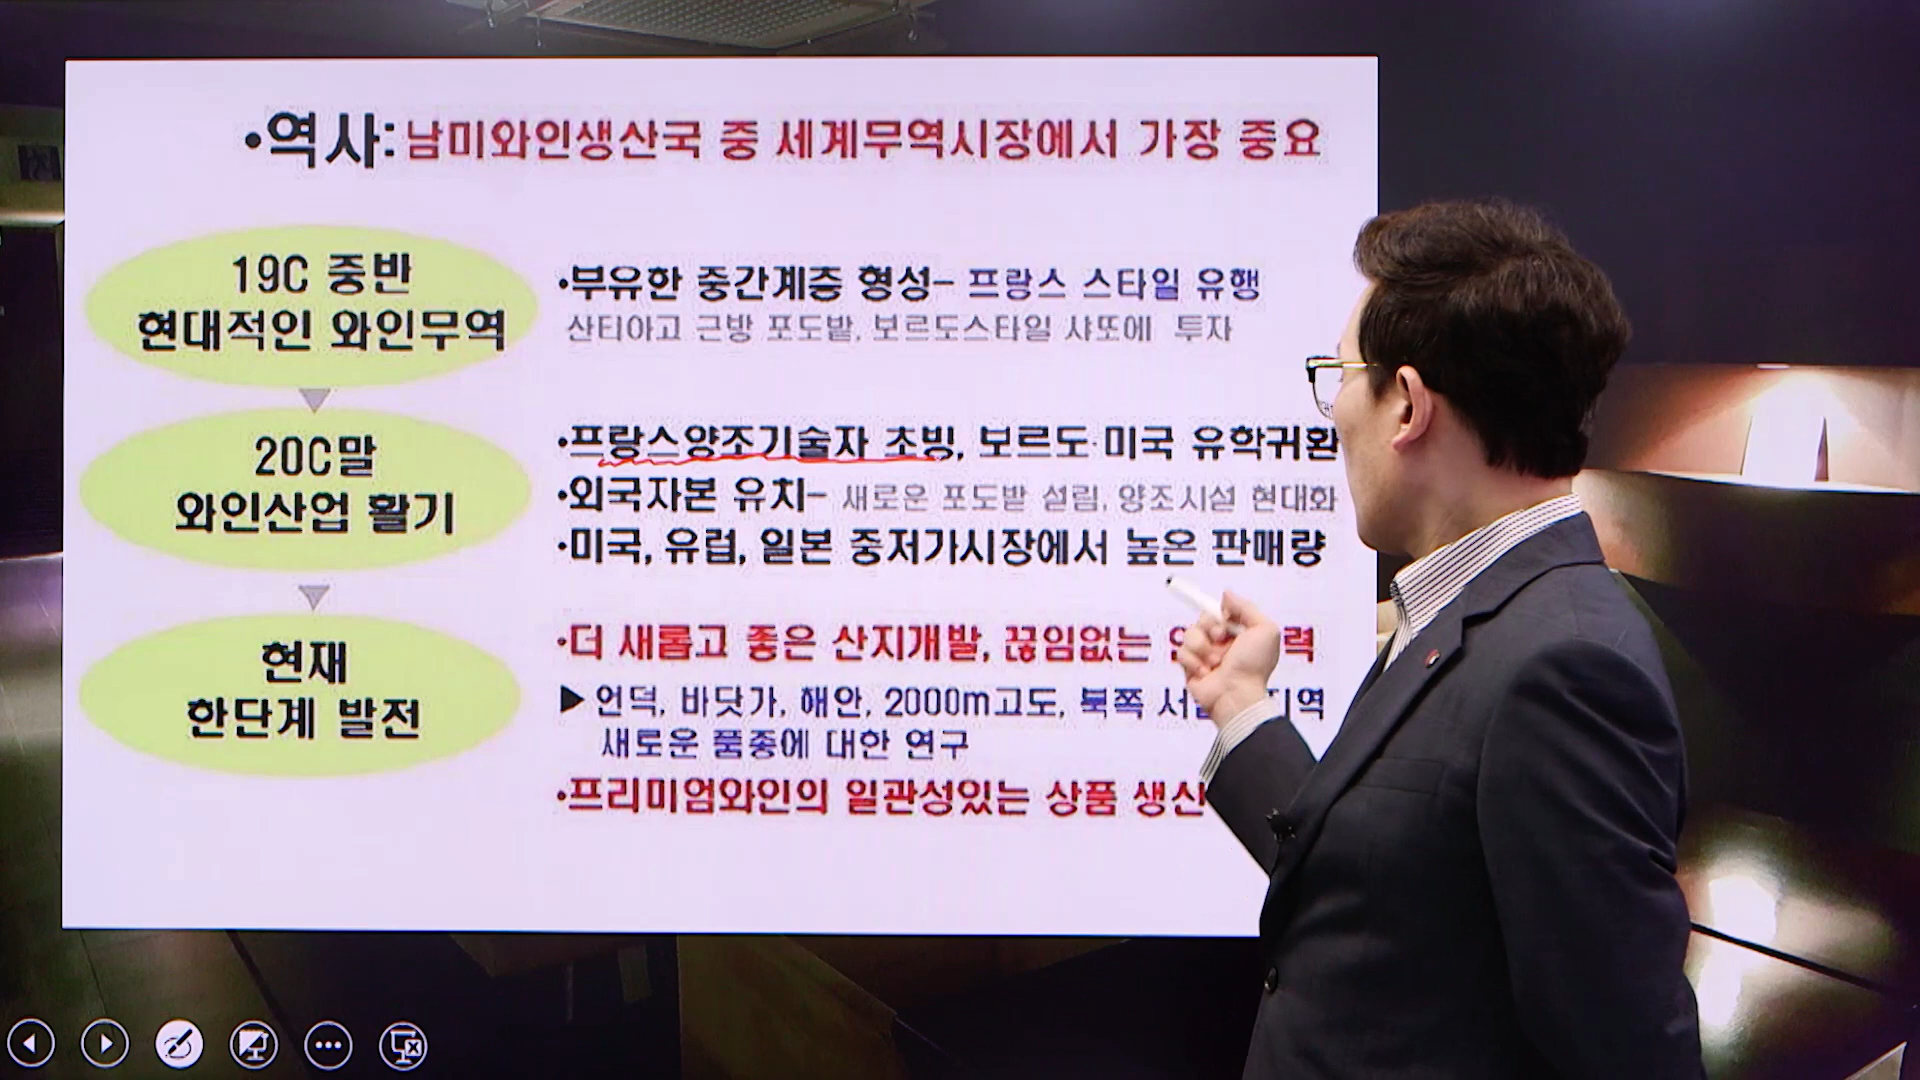 •역사:남미와인생산국 중 세계무역시장에서 가장 중요
19C 중반
현대적인 와인무역
•부유한 중간계층 형성- 프랑스 스타일 유행
산티아고 근방 포도밭, 보르도스타일 샤또에 투자
20C말
와인산업 활기
•프랑스양조기술자 초빙, 보르도·미국 유학귀환
•외국자본 유치- 새로운 포도밭 설립, 양조시설 현대화
•미국, 유럽, 일본 중저가시장에서 높은 판매량
현재
한단계 발전
•더 새롭고 좋은 산지개발, 끊임없는
▶언덕, 바닷가, 해안, 2000m고도, 북쪽
새로운 품종에 대한 연구
•프리미엄와인의 일관성있는 상품 생산